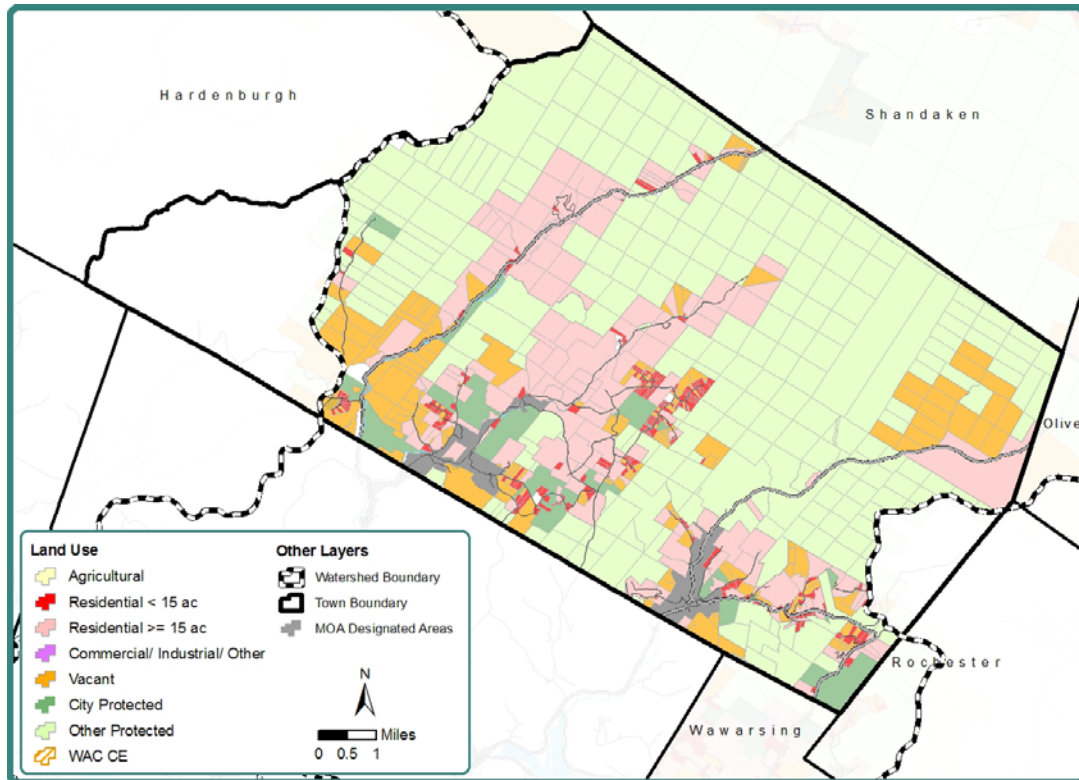 Hardenburgh
Shandaken
Olive
Rochester
Wawarsing
Land Use
Agricultural
Residential < 15 ac
Residential >= 15 ac
Commercial/ Industrial/ Other
Vacant
City Protected
Other Protected
WAC CE
Other Layers
Watershed Boundary
Town Boundary
MOA Designated Areas
N
Miles
0 0.5 1